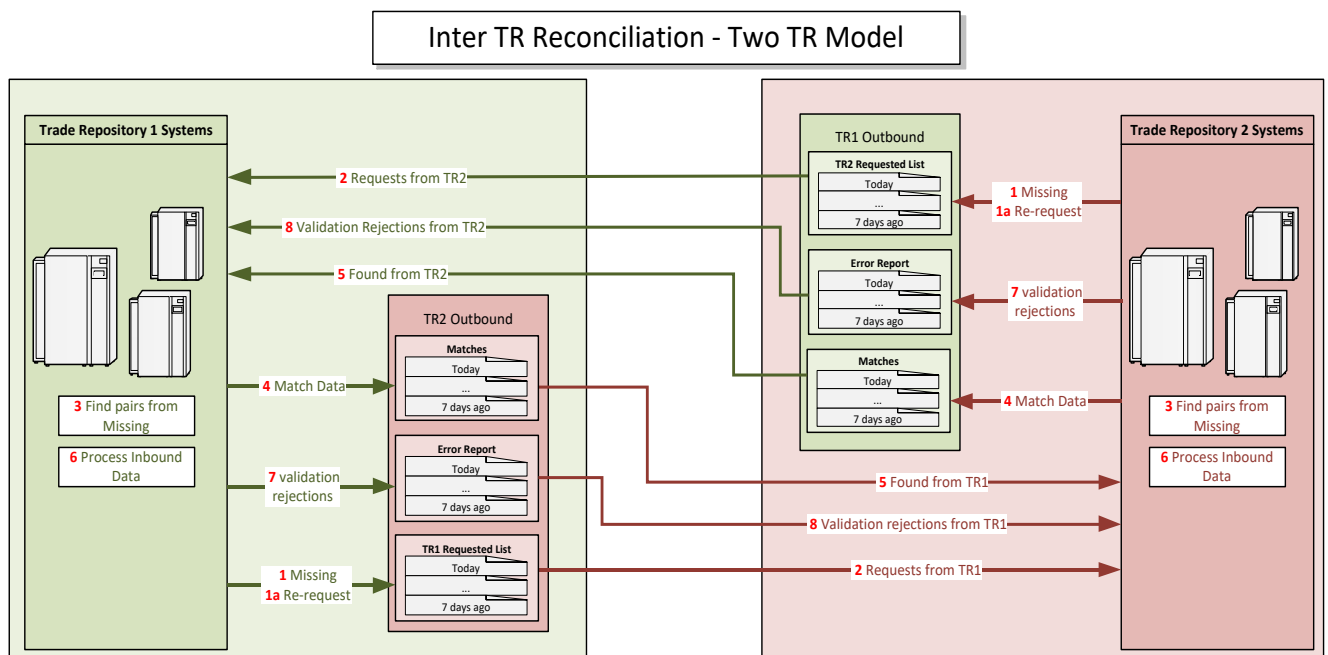 Inter TR Reconciliation - Two TR Model
Trade Repository 1 Systems
3 Find pairs from
Missing
6 Process Inbound
Data
2 Requests from TR2
8 Validation Rejections from TR2
5 Found from TR2
4 Match Data
7 validation
rejections
1 Missing
1a Re-request
TR2 Outbound
Matches
Today
...
7 days ago
Error Report
Today
...
7 days ago
TR1 Requested List
Today
...
7 days ago
TR1 Outbound
TR2 Requested List
Today
...
7 days ago
Error Report
Today
...
7 days ago
Matches
Today
...
7 days ago
1 Missing
1a Re-request
7 validation
rejections
4 Match Data
5 Found from TR1
8 Validation rejections from TR1
2 Requests from TR1
Trade Repository 2 Systems
3 Find pairs from
Missing
6 Process Inbound
Data